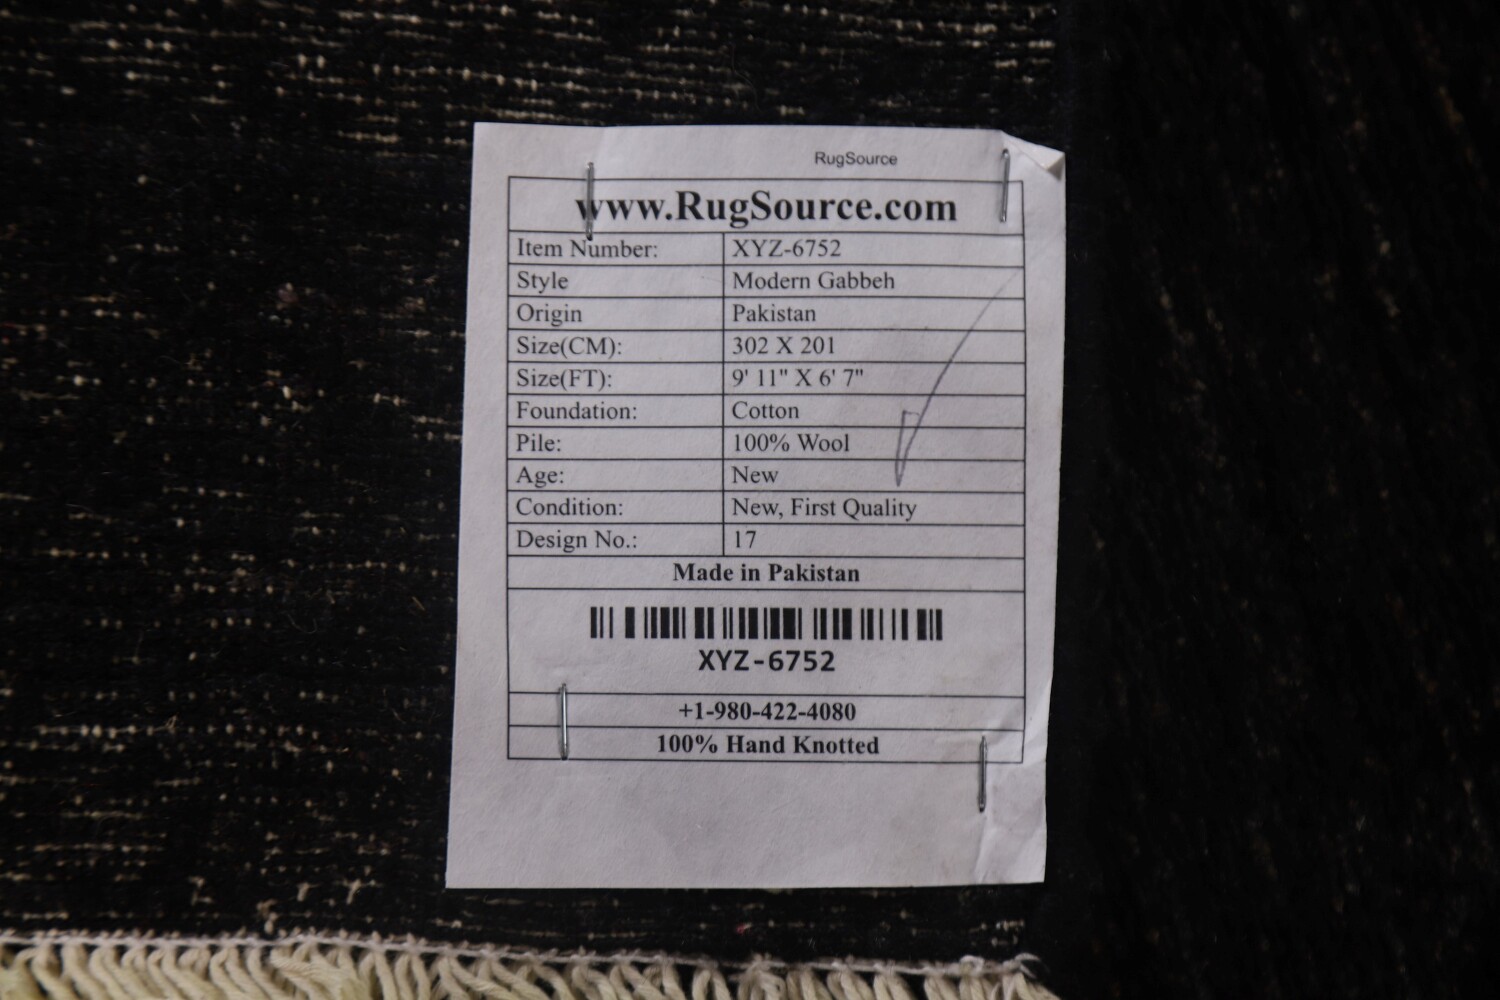 RugSource
www.RugSource.com
Item Number: XYZ-6752
Style Modern Gabbeh
Origin Pakistan
Size(CM): 302 X 201
Size(FT): 9' 11" X 6' 7"
Foundation: Cotton
Pile: 100% Wool
Age: New
Condition: New, First Quality
Design No.: 17
Made in Pakistan
XYZ-6752
+1-980-422-4080
100% Hand Knotted